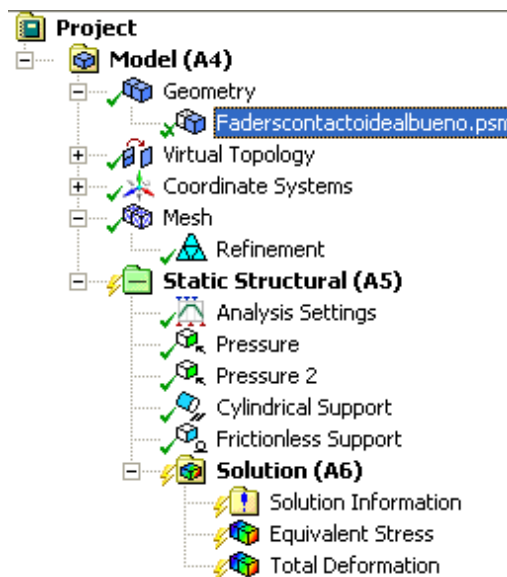 Project
Model (A4)
Geometry
Faderscontactoidealbueno.psm
Virtual Topology
Coordinate Systems
Mesh
Refinement
Static Structural (A5)
Analysis Settings
Pressure
Pressure 2
Cylindrical Support
Frictionless Support
Solution (A6)
Solution Information
Equivalent Stress
Total Deformation